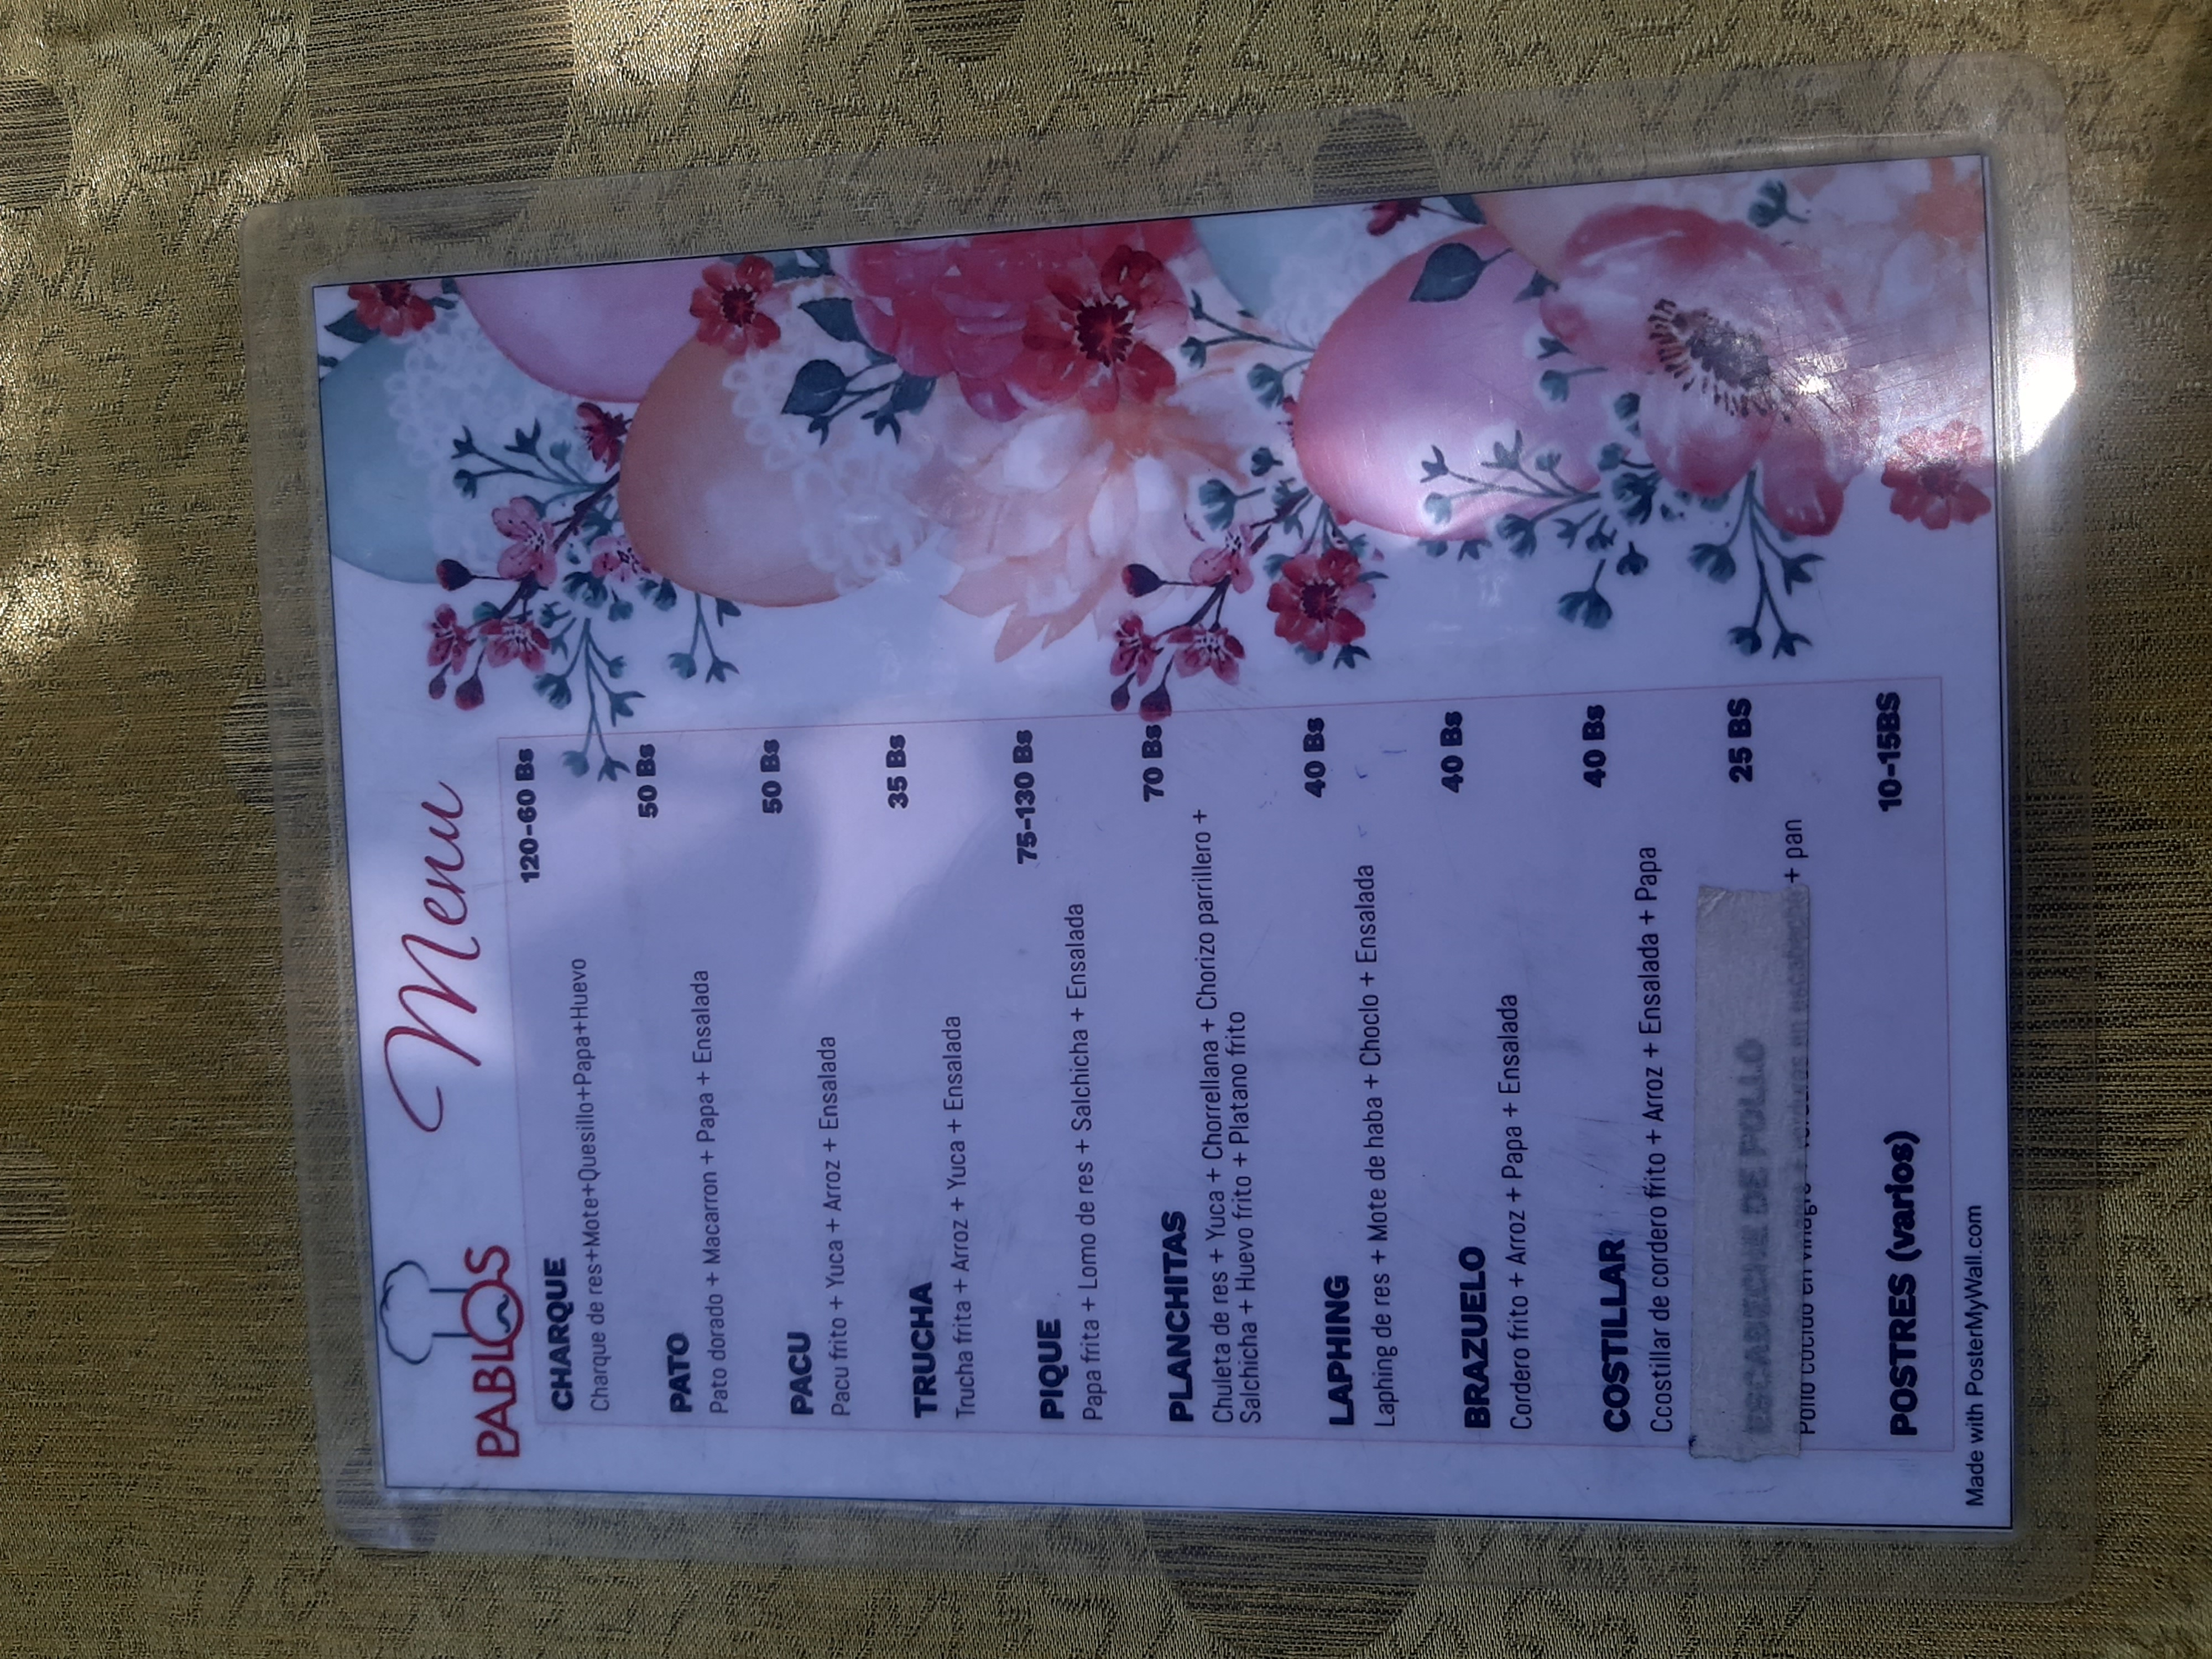 PABLOS
Menu
120-60 Bs
CHARQUE
Charque de res+Mote+Quesillo+Papa+Huevo
50 Bs
PATO
Pato dorado + Macarron + Papa + Ensalada
50 Bs
PACU
Pacu frito + Yuca + Arroz + Ensalada
35 Bs
TRUCHA
Trucha frita + Arroz + Yuca + Ensalada
75-130 Bs
PIQUE
Papa frita + Lomo de res + Salchicha + Ensalada
70 Bs
PLANCHITAS
Chuleta de res + Yuca + Chorrellana + Chorizo parrillero +
Salchicha + Huevo frito + Platano frito
40 Bs
LAPHING
Laphing de res + Mote de haba + Choclo + Ensalada
40 Bs
BRAZUELO
Cordero frito + Arroz + Papa + Ensalada
40 Bs
COSTILLAR
Ccostillar de cordero frito + Arroz + Ensalada + Papa
25 BS
ESCABECHE DE POLLO
Pollo cocido en vinagre + verduras en escabeche + pan
10-15BS
POSTRES (varios)
Made with PosterMyWall.com